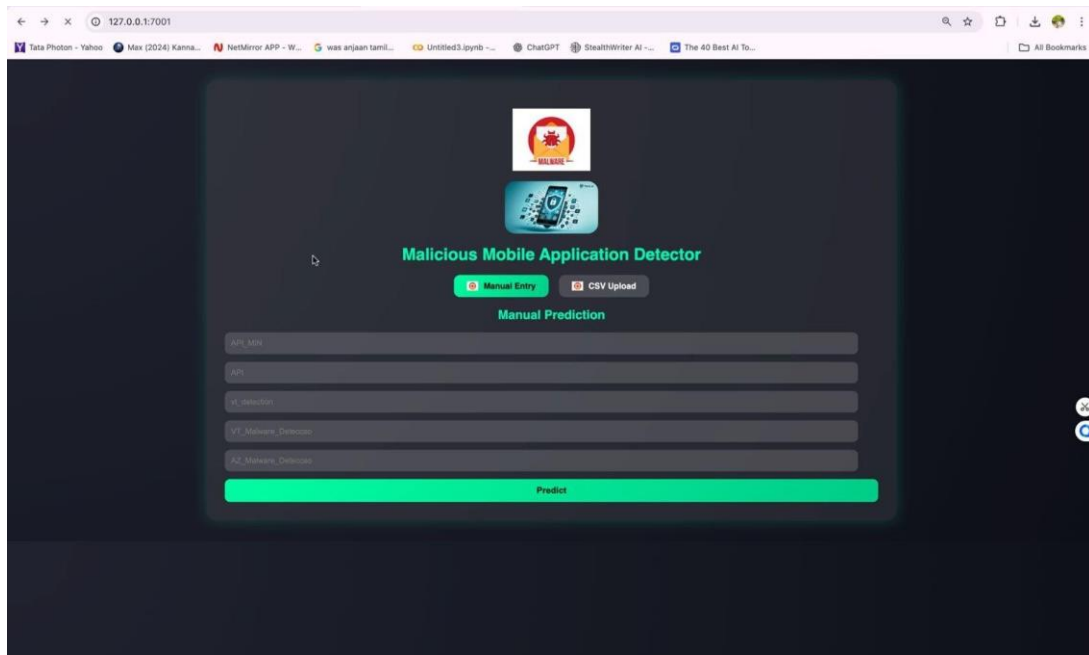 127.0.0.1:7001
Tata Photon - Yahoo Max (2024) Kanna... NetMirror APP - W... was anjaan tamil... Untitled3.ipynb -... ChatGPT StealthWriter AI -... The 40 Best AI To... All Bookmarks
MALWARE
Malicious Mobile Application Detector
Manual Entry CSV Upload
Manual Prediction
API_MIN
API
vt_detection
VT_Malware_Deteccao
AZ_Malware_Deteccao
Predict